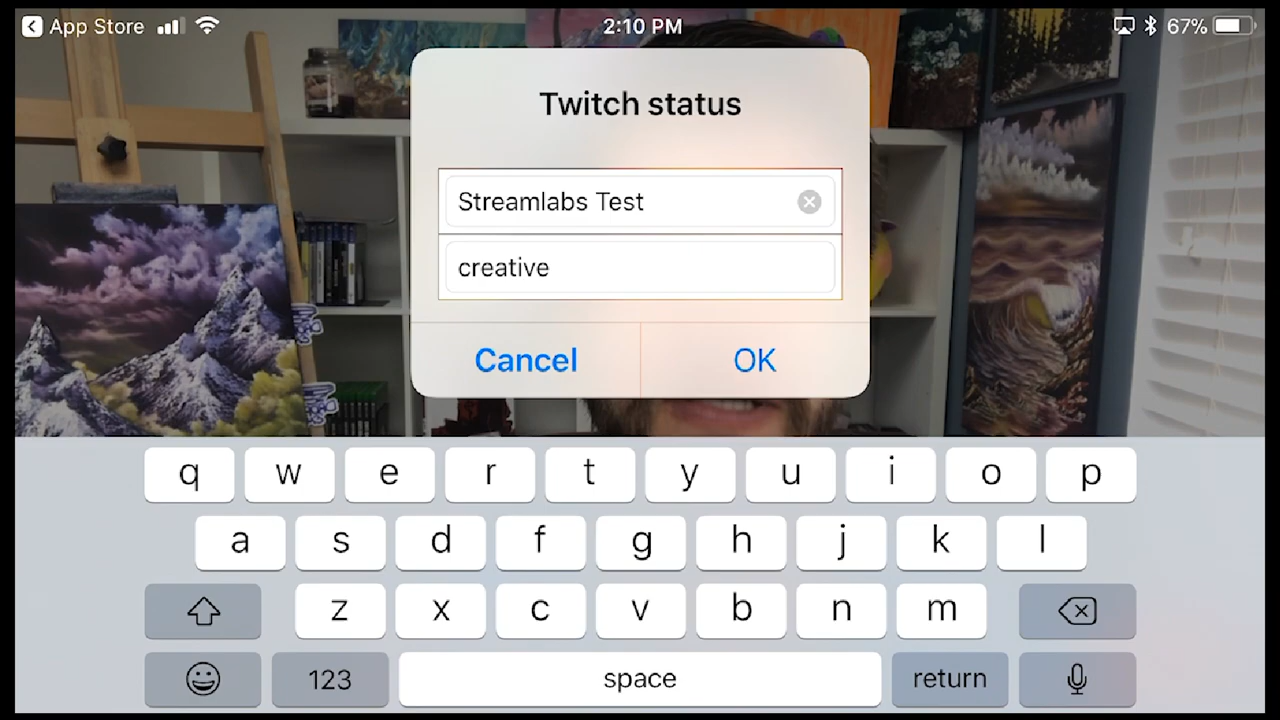 App Store
2:10 PM
67%
Twitch status
Streamlabs Test
creative
Cancel OK
q w e r t y u i o p
a s d f g h j k l
z x c v b n m
123 space return